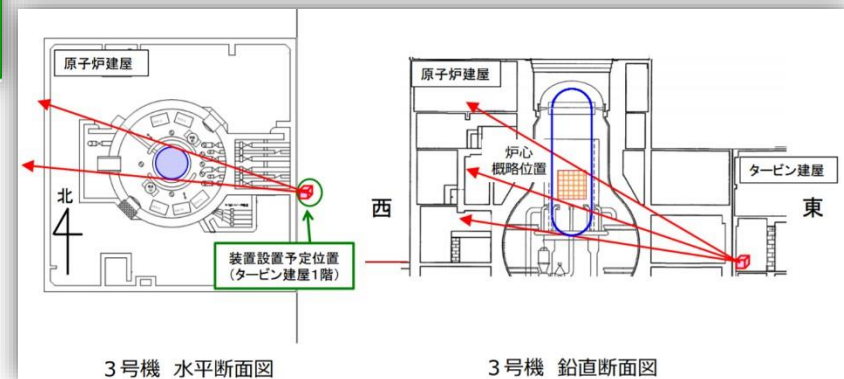 原子炉建屋
北
装置設置予定位置
(タービン建屋1階)
3号機 水平断面図
原子炉建屋
炉心
概略位置
タービン建屋
西
東
3号機 鉛直断面図